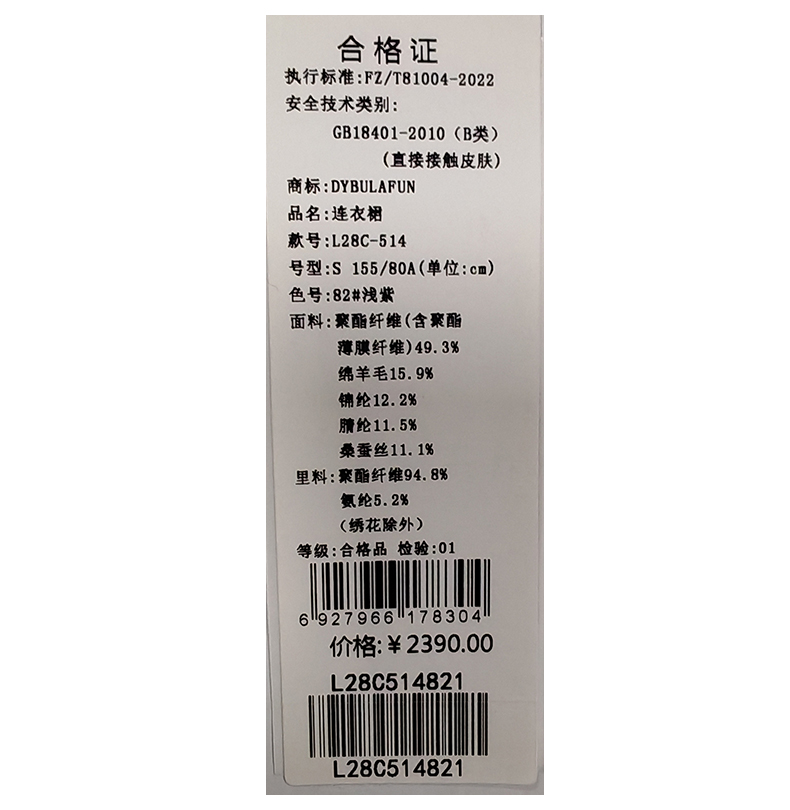 合格证
执行标准:FZ/T81004-2022
安全技术类别:
GB18401-2010（B类）
(直接接触皮肤)
商标:DYBULAFUN
品名:连衣裙
款号:L28C-514
号型:S 155/80A(单位:cm)
色号:82#浅紫
面料:聚酯纤维(含聚酯
薄膜纤维)49.3%
绵羊毛15.9%
锦纶12.2%
腈纶11.5%
桑蚕丝11.1%
里料:聚酯纤维94.8%
氨纶5.2%
（绣花除外）
等级:合格品 检验:01
6 927966 178304
价格:¥2390.00
L28C514821
L28C514821